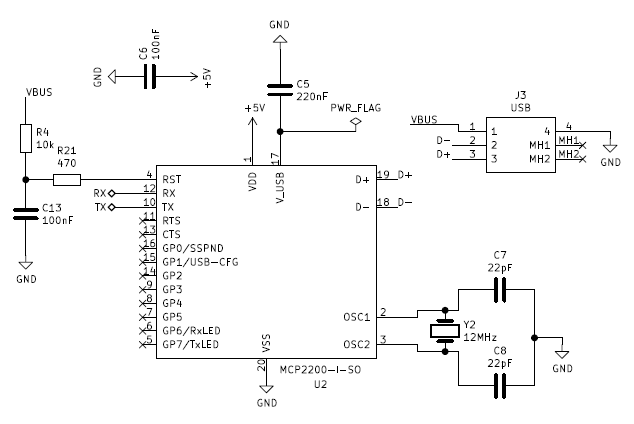 GND
C6
100nF
GND
+5V
C5
220nF
VBUS
+5V
PWR_FLAG
J3
USB
VBUS
1
1
D-
2
2
D+
3
3
4
4
MH1
MH1
MH2
MH2
GND
R4
10k
R21
470
1
17
VDD
V_USB
4
RST
RX
12
RX
TX
10
TX
11
RTS
13
CTS
16
GP0/SSPND
15
GP1/USB-CFG
14
GP2
9
GP3
8
GP4
7
GP5
6
GP6/RxLED
5
GP7/TxLED
D+
19
D+
D-
18
D-
C13
100nF
GND
OSC1
2
OSC2
3
VSS
20
GND
MCP2200-I-SO
U2
C7
22pF
Y2
12MHz
C8
22pF
GND